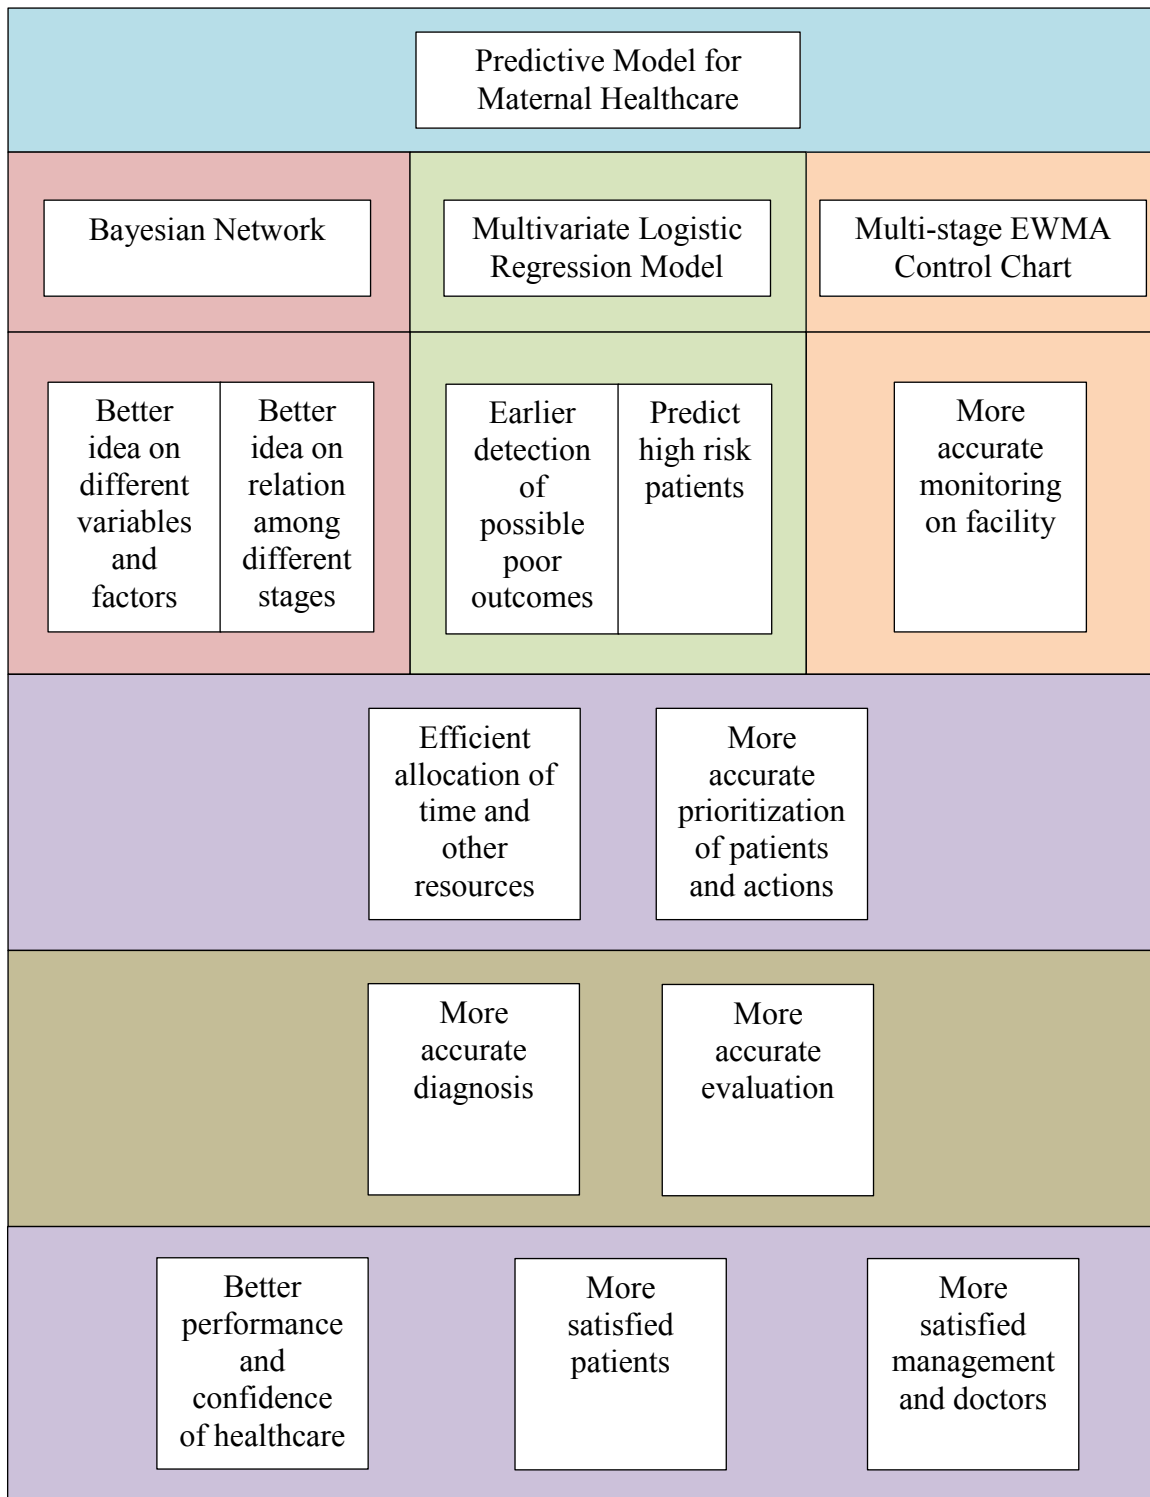 Predictive Model for
Maternal Healthcare
Bayesian Network
Multivariate Logistic
Regression Model
Multi-stage EWMA
Control Chart
Better
idea on
different
variables
and
factors
Better
idea on
relation
among
different
stages
Earlier
detection
of
possible
poor
outcomes
Predict
high risk
patients
More
accurate
monitoring
on facility
Efficient
allocation of
time and
other
resources
More
accurate
prioritization
of patients
and actions
More
accurate
diagnosis
More
accurate
evaluation
Better
performance
and
confidence
of healthcare
More
satisfied
patients
More
satisfied
management
and doctors